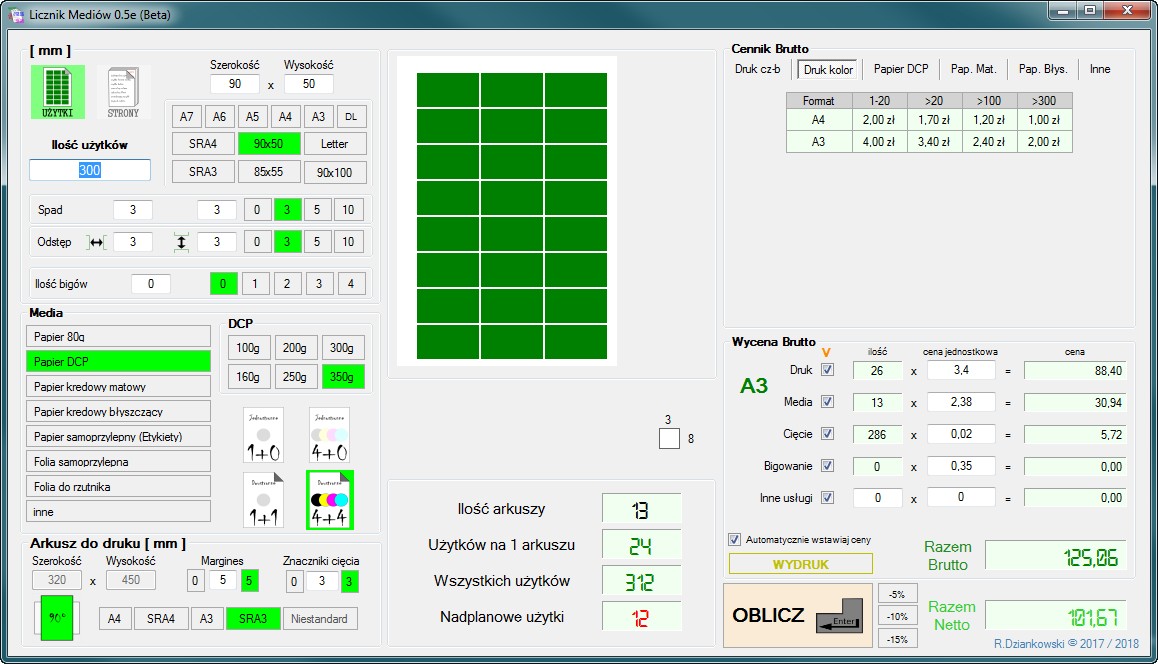 Licznik Mediów 0.5e (Beta)
[ mm ]
UŻYTKI
STRONY
Szerokość Wysokość
90 x 50
Ilość użytków
300
A7 A6 A5 A4 A3 DL
SRA4 90x50 Letter
SRA3 85x55 90x100
Spad 3 3 0 3 5 10
Odstęp 3 3 0 3 5 10
Ilość bigów 0 0 1 2 3 4
Media
Papier 80g
Papier DCP
Papier kredowy matowy
Papier kredowy błyszczący
Papier samoprzylepny (Etykiety)
Folia samoprzylepna
Folia do rzutnika
inne
DCP
100g 200g 300g
160g 250g 350g
Jednostronne
1+0
Jednostronne
4+0
Dwustronne
1+1
Dwustronne
4+4
Arkusz do druku [ mm ]
Szerokość Wysokość Margines Znaczniki cięcia
320 x 450 0 5 5 0 3 3
90°
A4 SRA4 A3 SRA3 Niestandard
3
8
Ilość arkuszy 13
Użytków na 1 arkuszu 24
Wszystkich użytków 312
Nadplanowe użytki 12
Cennik Brutto
Druk cz-b Druk kolor Papier DCP Pap. Mat. Pap. Błys. Inne
Format 1-20 >20 >100 >300
A4 2,00 zł 1,70 zł 1,20 zł 1,00 zł
A3 4,00 zł 3,40 zł 2,40 zł 2,00 zł
Wycena Brutto
V ilość cena jednostkowa cena
A3
Druk 26 x 3,4 = 88,40
Media 13 x 2,38 = 30,94
Cięcie 286 x 0,02 = 5,72
Bigowanie 0 x 0,35 = 0,00
Inne usługi 0 x 0 = 0,00
Automatycznie wstawiaj ceny
WYDRUK
Razem Brutto 125,06
OBLICZ Enter
-5%
-10%
-15%
Razem Netto 101,67
R.Dziankowski © 2017 / 2018